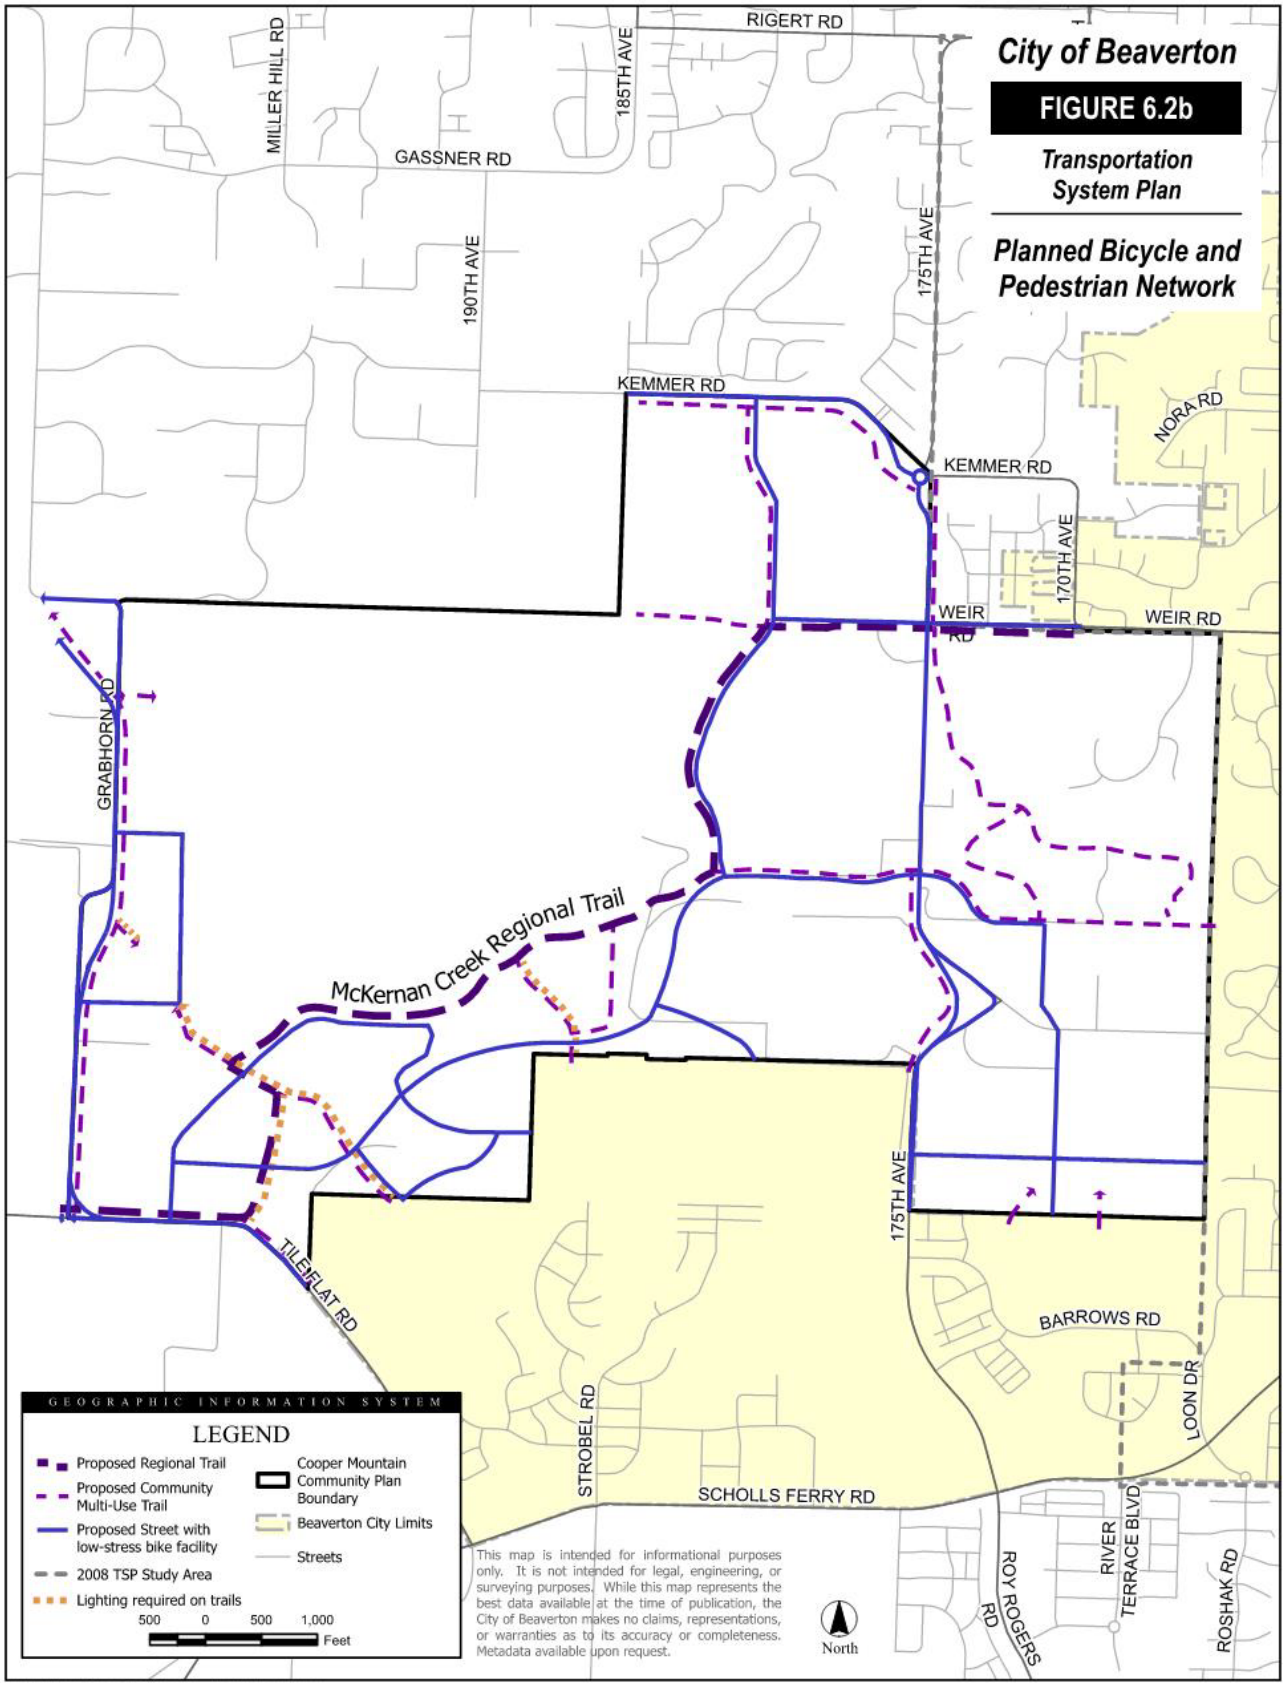 RIGERT RD
City of Beaverton
FIGURE 6.2b
Transportation
System Plan
Planned Bicycle and
Pedestrian Network
MILLER HILL RD
185TH AVE
GASSNER RD
175TH AVE
190TH AVE
KEMMER RD
NORA RD
KEMMER RD
170TH AVE
WEIR
RD
WEIR RD
GRABHORN RD
McKernan Creek Regional Trail
175TH AVE
TILE FLAT RD
BARROWS RD
LOON DR
STROBEL RD
SCHOLLS FERRY RD
RIVER
TERRACE BLVD
ROY ROGERS
RD
ROSHAK RD
GEOGRAPHIC INFORMATION SYSTEM
LEGEND
Proposed Regional Trail
Proposed Community
Multi-Use Trail
Proposed Street with
low-stress bike facility
2008 TSP Study Area
Lighting required on trails
Cooper Mountain
Community Plan
Boundary
Beaverton City Limits
Streets
500 0 500 1,000
Feet
This map is intended for informational purposes
only. It is not intended for legal, engineering, or
surveying purposes. While this map represents the
best data available at the time of publication, the
City of Beaverton makes no claims, representations,
or warranties as to its accuracy or completeness.
Metadata available upon request.
North